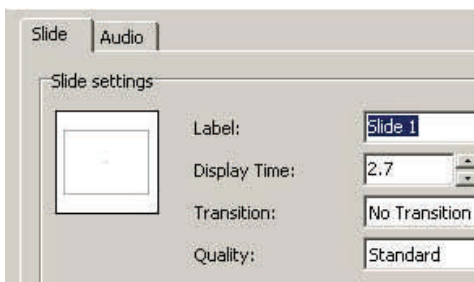 Slide Audio
Slide settings
Label: Slide 1
Display Time: 2.7
Transition: No Transition
Quality: Standard